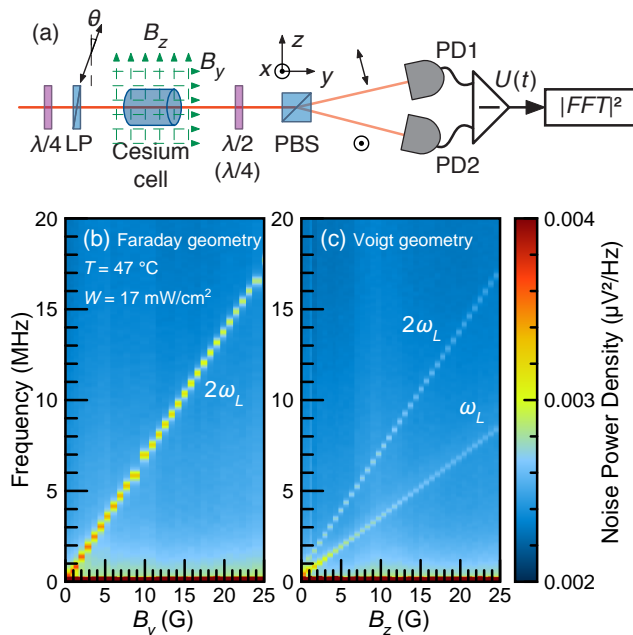 (a)
θ
B_z
B_y
z
x
y
PD1
U(t)
|FFT|²
λ/4
LP
Cesium
cell
λ/2
(λ/4)
PBS
PD2
(b) Faraday geometry
T = 47 °C
W = 17 mW/cm²
2ω_L
(c) Voigt geometry
2ω_L
ω_L
Frequency (MHz)
20
15
10
5
0
0 5 10 15 20 25
B_y (G)
0 5 10 15 20 25
B_z (G)
0.004
0.003
0.002
Noise Power Density (μV²/Hz)